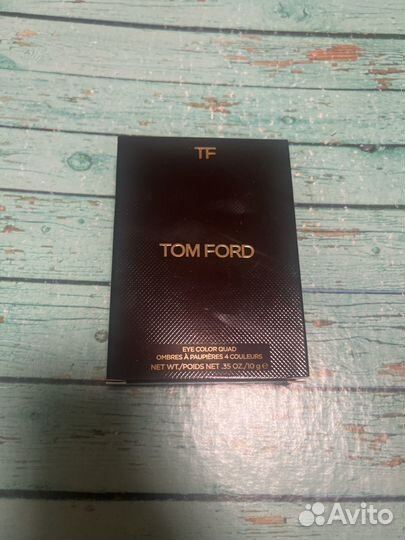 TF
TOM FORD
EYE COLOR QUAD
OMBRES À PAUPIÈRES 4 COULEURS
NET WT./POIDS NET .35 OZ./10 g ℮
Avito